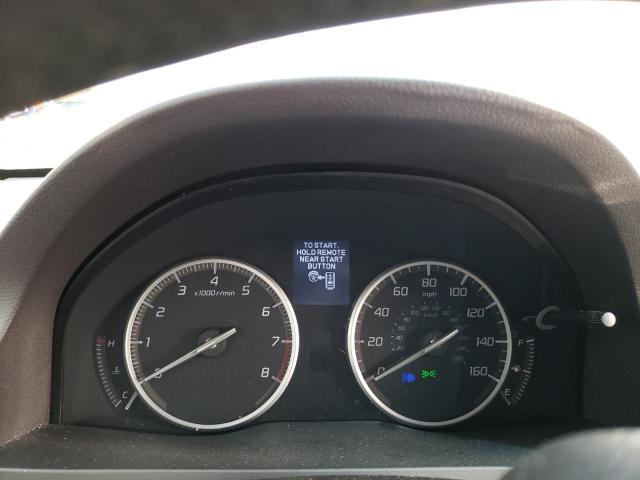 TO START,
HOLD REMOTE
NEAR START
BUTTON
4
3 5
x1000r/min
2 6
1 7
0 8
H
C
80
60 100
mph
40 120
km/h
20 140
0 160
F
E